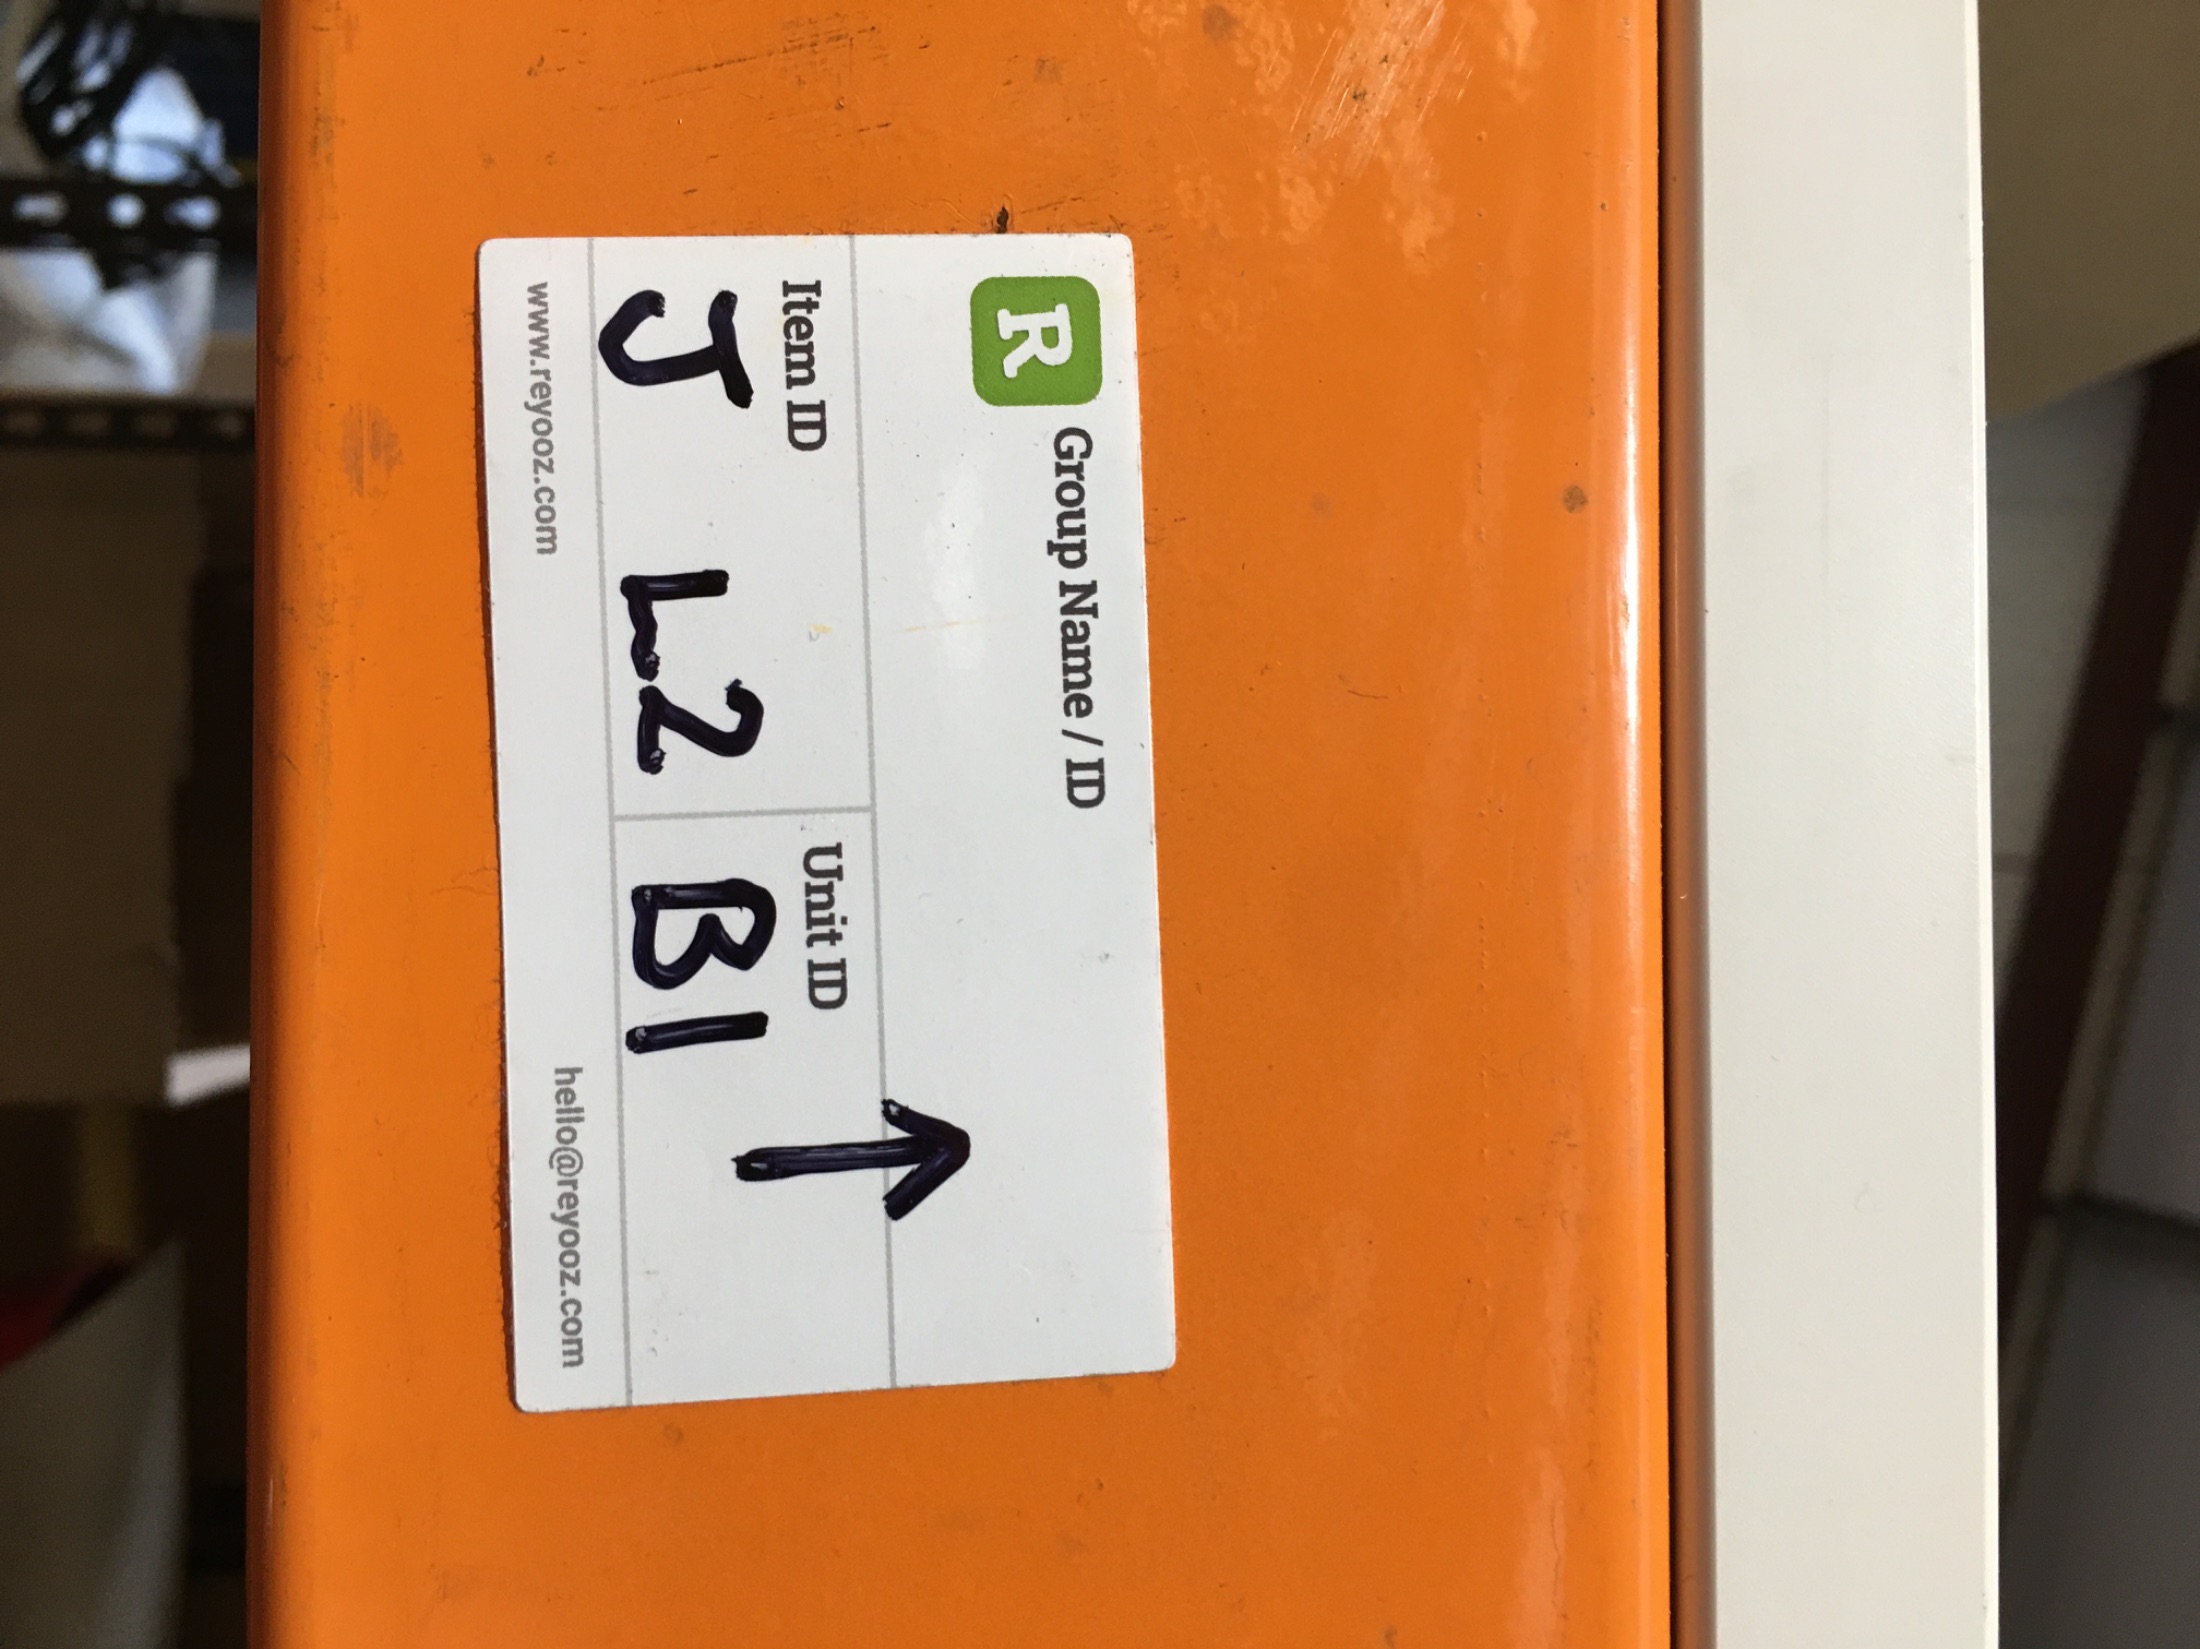 R Group Name / ID
Item ID Unit ID
J L2 B1 ↑
www.reyooz.com hello@reyooz.com